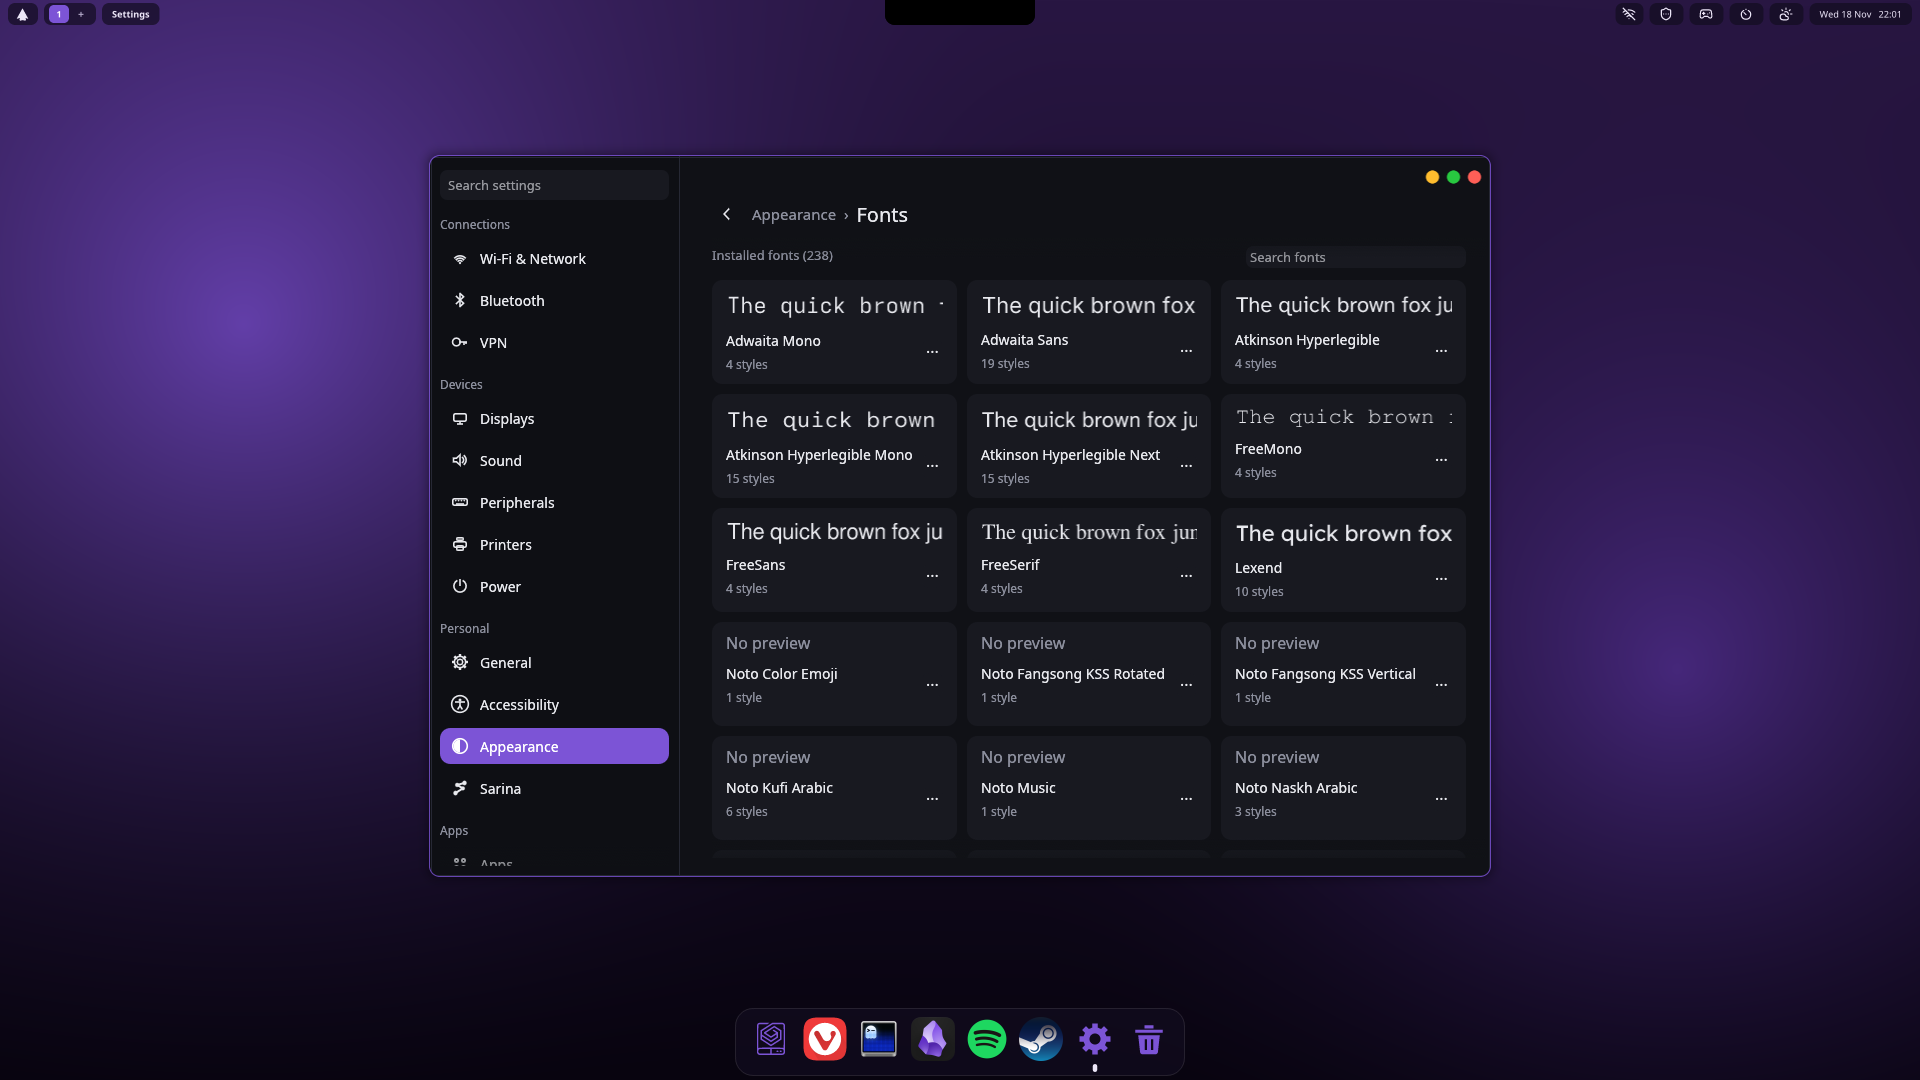 1 + Settings
Wed 18 Nov 22:01
Search settings
Connections
Wi-Fi & Network
Bluetooth
VPN
Devices
Displays
Sound
Peripherals
Printers
Power
Personal
General
Accessibility
Appearance
Sarina
Apps
Apps
Appearance › Fonts
Installed fonts (238)
Search fonts
The quick brown
Adwaita Mono
4 styles
...
The quick brown fox
Adwaita Sans
19 styles
...
The quick brown fox ju
Atkinson Hyperlegible
4 styles
...
The quick brown
Atkinson Hyperlegible Mono
15 styles
...
The quick brown fox ju
Atkinson Hyperlegible Next
15 styles
...
The quick brown
FreeMono
4 styles
...
The quick brown fox ju
FreeSans
4 styles
...
The quick brown fox jun
FreeSerif
4 styles
...
The quick brown fox
Lexend
10 styles
...
No preview
Noto Color Emoji
1 style
...
No preview
Noto Fangsong KSS Rotated
1 style
...
No preview
Noto Fangsong KSS Vertical
1 style
...
No preview
Noto Kufi Arabic
6 styles
...
No preview
Noto Music
1 style
...
No preview
Noto Naskh Arabic
3 styles
...